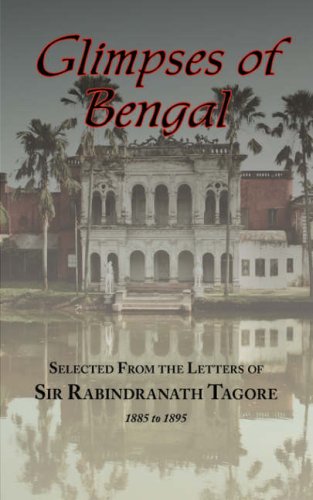 Glimpses of
Bengal
SELECTED FROM THE LETTERS OF
SIR RABINDRANATH TAGORE
1885 to 1895